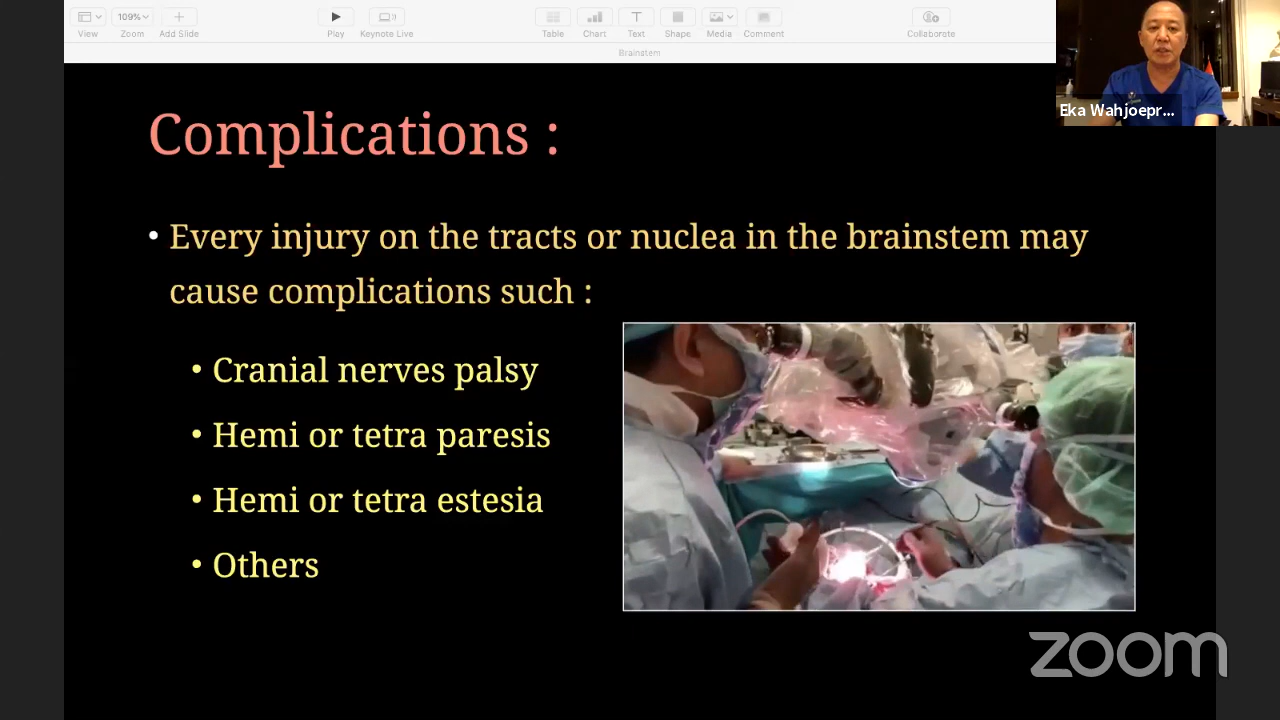 109%
View
Zoom
Add Slide
Play
Keynote Live
Table
Chart
Text
Shape
Media
Comment
Collaborate
Brainstem
Eka Wahjoepr...
Complications :
• Every injury on the tracts or nuclea in the brainstem may
cause complications such :
• Cranial nerves palsy
• Hemi or tetra paresis
• Hemi or tetra estesia
• Others
zoom